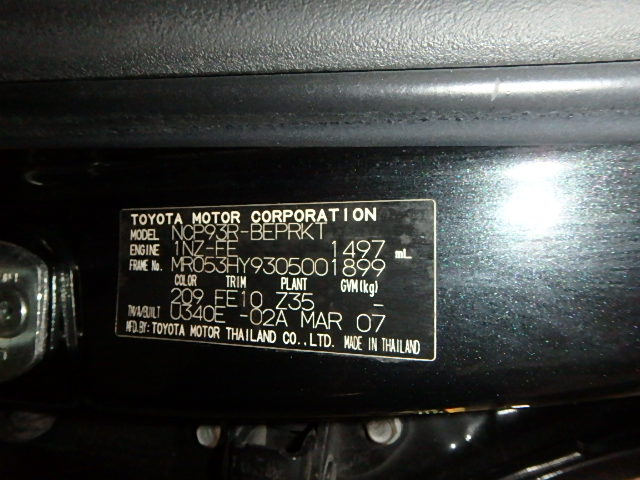 TOYOTA MOTOR CORPORATION
MODEL NCP93R-BEPRKT
ENGINE 1NZ-FE 1497 mL
FRAME No. MR053HY9305001899
COLOR TRIM PLANT GVM(kg)
209 FE10 Z35 -
TM/A/BUILT U340E -02A MAR 07
MFD.BY: TOYOTA MOTOR THAILAND CO.,LTD. MADE IN THAILAND